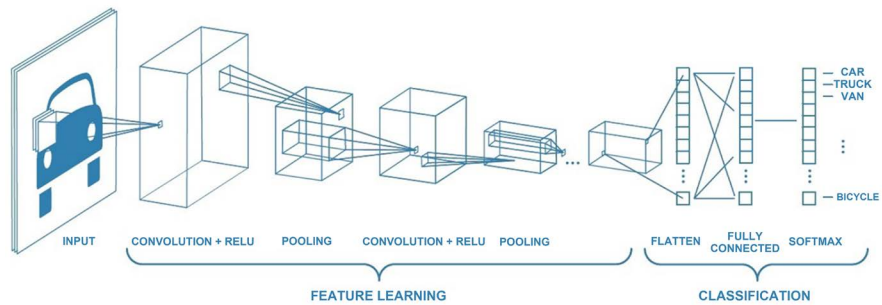 CAR
TRUCK
VAN
BICYCLE
INPUT
CONVOLUTION + RELU
POOLING
CONVOLUTION + RELU
POOLING
FLATTEN
FULLY
CONNECTED
SOFTMAX
FEATURE LEARNING
CLASSIFICATION